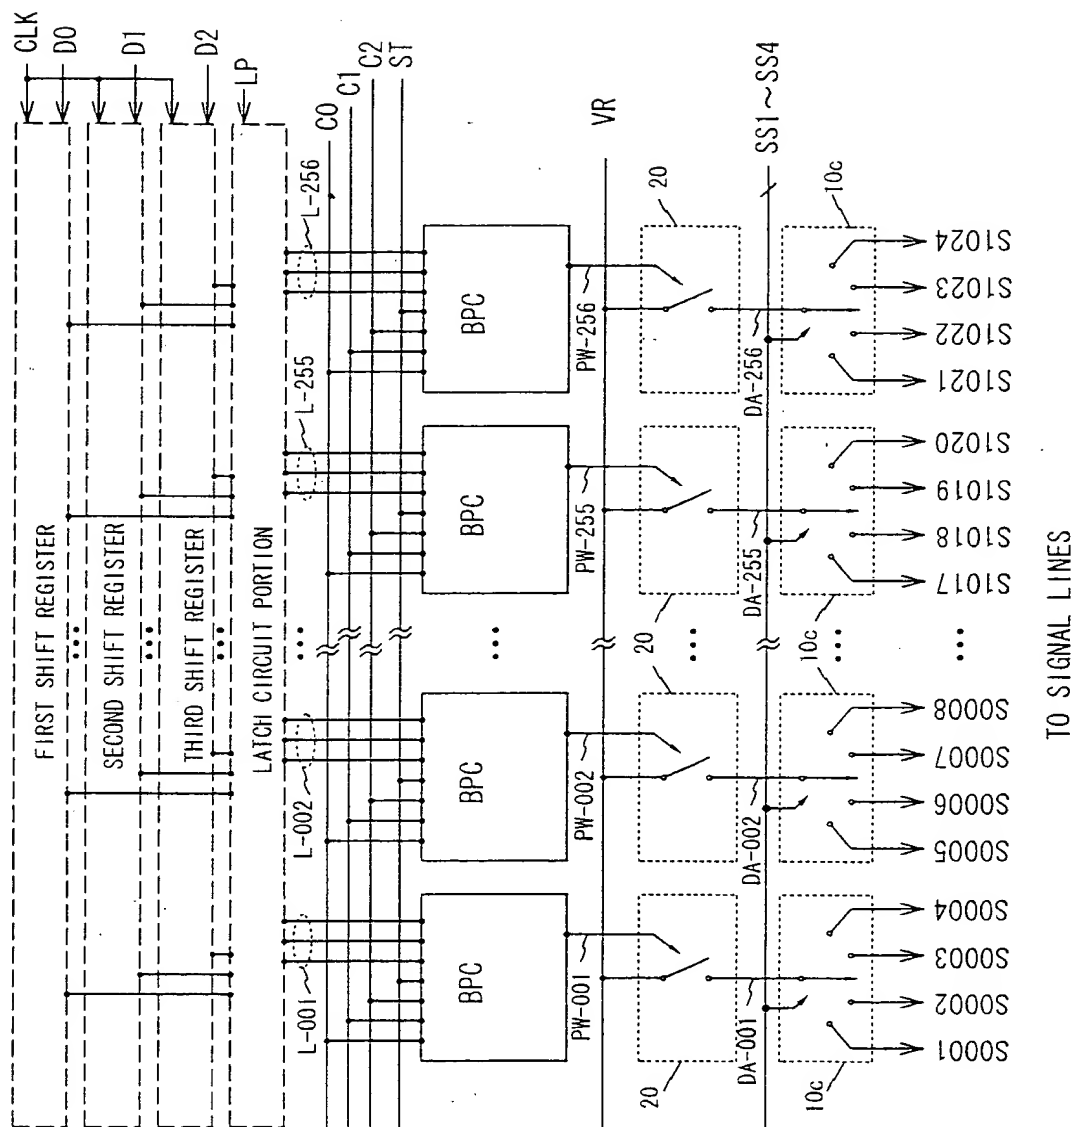 CLK
D0
D1
D2
LP
FIRST SHIFT REGISTER
SECOND SHIFT REGISTER
THIRD SHIFT REGISTER
LATCH CIRCUIT PORTION
L-001
L-002
L-255
L-256
C0
C1
C2
ST
BPC
BPC
BPC
BPC
PW-001
PW-002
PW-255
PW-256
VR
20
20
20
20
DA-001
DA-002
DA-255
DA-256
SS1~SS4
10c
10c
10c
10c
S0001
S0002
S0003
S0004
S0005
S0006
S0007
S0008
S1017
S1018
S1019
S1020
S1021
S1022
S1023
S1024
TO SIGNAL LINES